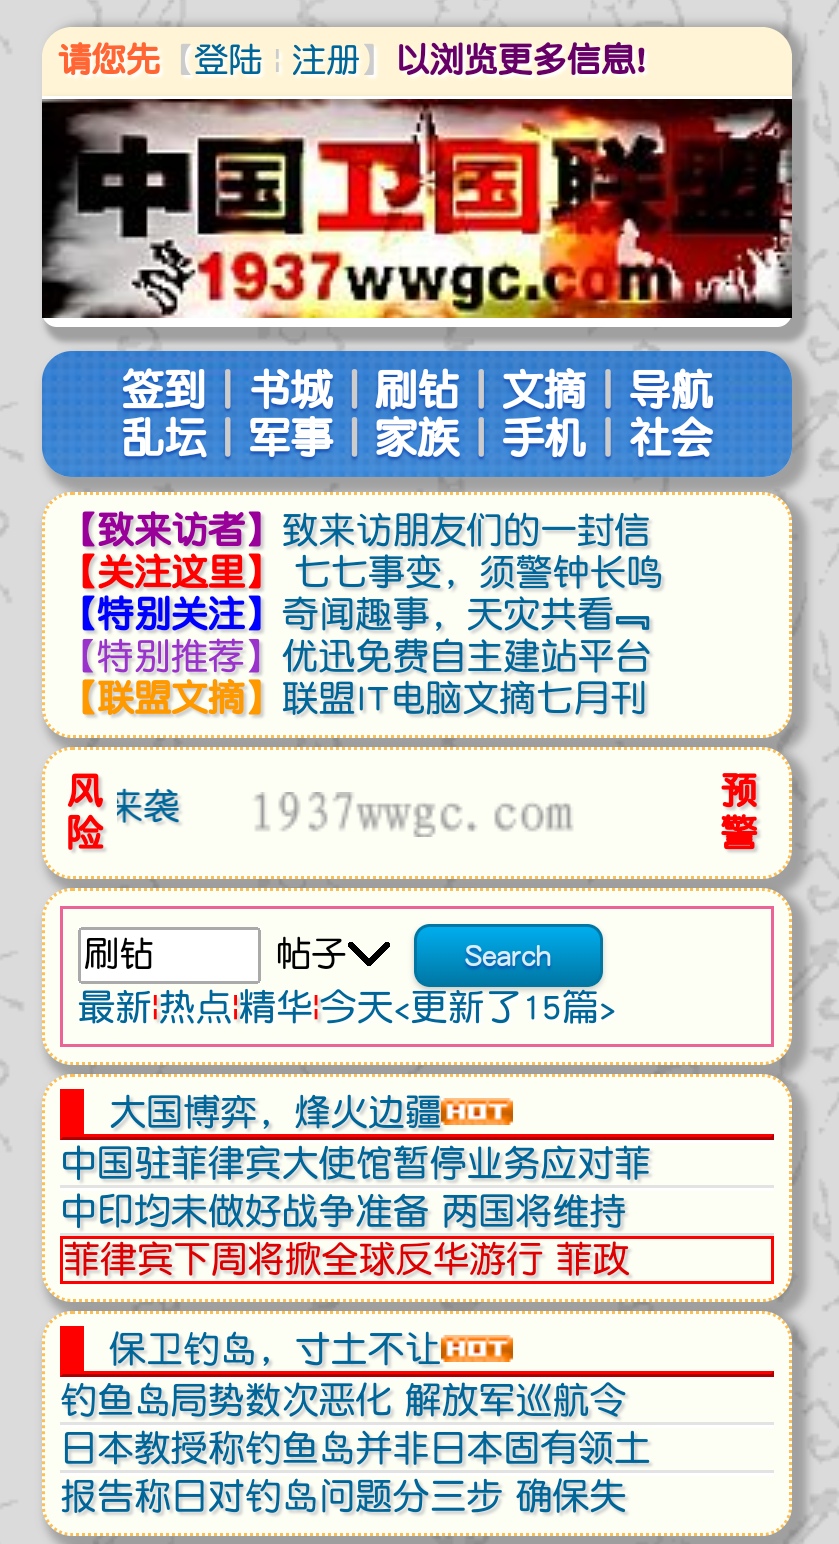 请您先【登陆¦注册】以浏览更多信息!
中国卫国联盟
1937wwgc.com
签到|书城|刷钻|文摘|导航
乱坛|军事|家族|手机|社会
【致来访者】致来访朋友们的一封信
【关注这里】七七事变，须警钟长鸣
【特别关注】奇闻趣事，天灾共看﹃
【特别推荐】优迅免费自主建站平台
【联盟文摘】联盟IT电脑文摘七月刊
风险 来袭 1937wwgc.com 预警
刷钻 帖子 Search
最新¦热点¦精华¦今天<更新了15篇>
大国博弈，烽火边疆HOT
中国驻菲律宾大使馆暂停业务应对菲
中印均未做好战争准备 两国将维持
菲律宾下周将掀全球反华游行 菲政
保卫钓岛，寸土不让HOT
钓鱼岛局势数次恶化 解放军巡航令
日本教授称钓鱼岛并非日本固有领土
报告称日对钓岛问题分三步 确保失